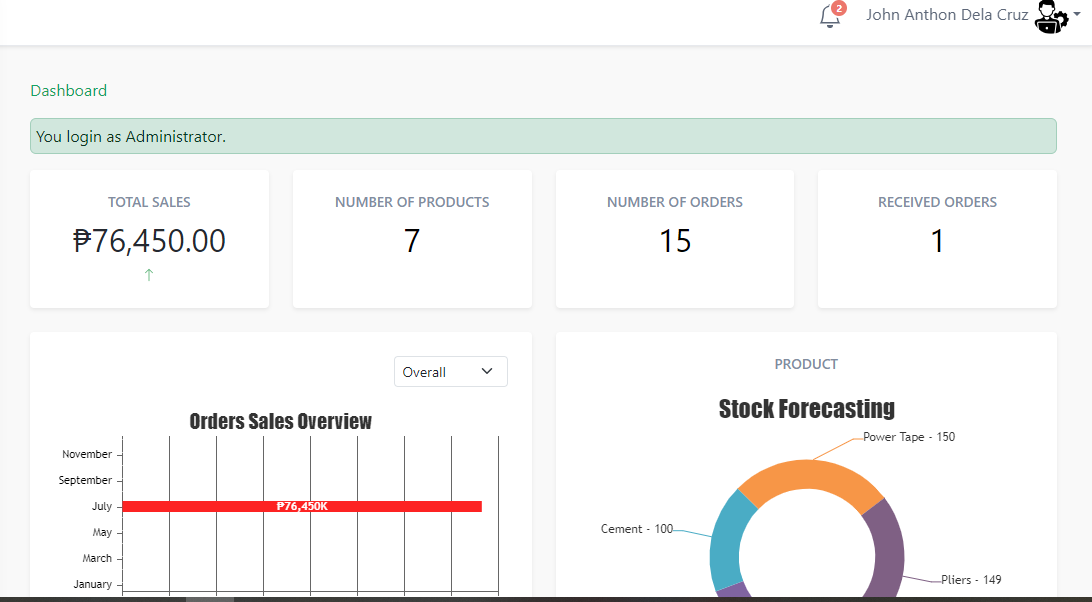 2
John Anthon Dela Cruz
Dashboard
You login as Administrator.
TOTAL SALES
₱76,450.00
↑
NUMBER OF PRODUCTS
7
NUMBER OF ORDERS
15
RECEIVED ORDERS
1
Overall
Orders Sales Overview
November
September
July
₱76,450K
May
March
January
PRODUCT
Stock Forecasting
Power Tape - 150
Cement - 100
Pliers - 149